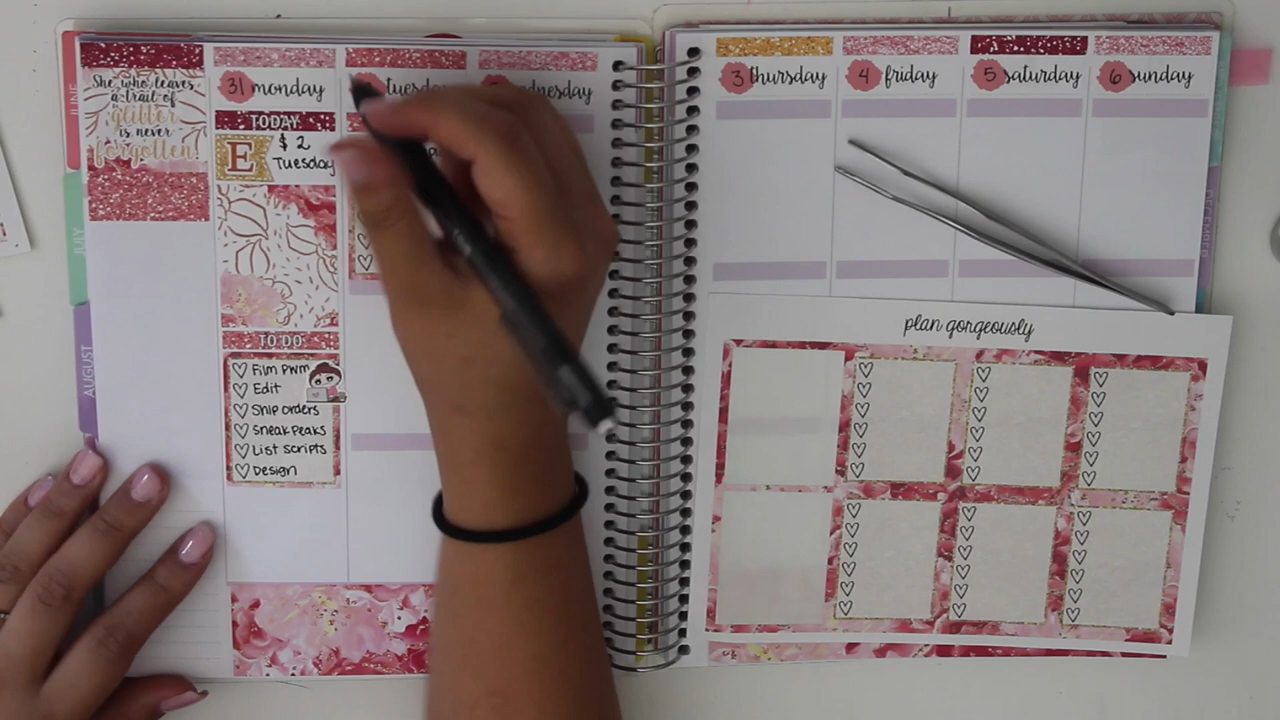 JUNE
JULY
AUGUST
DECEMBER
She who leaves
a trail of
glitter
is never
forgotten!
31 monday
TODAY
E $ 2
Tuesday
TO DO
Film PWM
Edit
Ship orders
Sneak Peaks
List Scripts
Design
3 thursday
4 friday
5 saturday
6 sunday
plan gorgeously